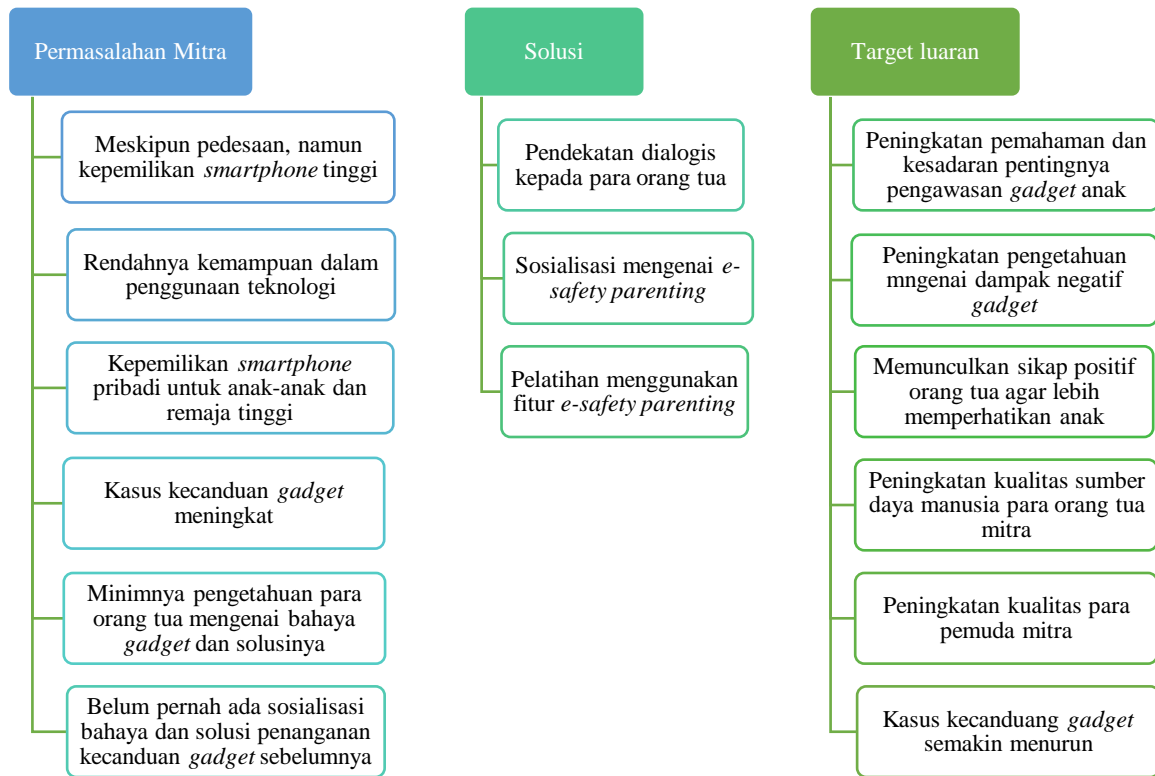 Permasalahan Mitra
Meskipun pedesaan, namun
kepemilikan smartphone tinggi
Rendahnya kemampuan dalam
penggunaan teknologi
Kepemilikan smartphone
pribadi untuk anak-anak dan
remaja tinggi
Kasus kecanduan gadget
meningkat
Minimnya pengetahuan para
orang tua mengenai bahaya
gadget dan solusinya
Belum pernah ada sosialisasi
bahaya dan solusi penanganan
kecanduan gadget sebelumnya
Solusi
Pendekatan dialogis
kepada para orang tua
Sosialisasi mengenai e-
safety parenting
Pelatihan menggunakan
fitur e-safety parenting
Target luaran
Peningkatan pemahaman dan
kesadaran pentingnya
pengawasan gadget anak
Peningkatan pengetahuan
mngenai dampak negatif
gadget
Memunculkan sikap positif
orang tua agar lebih
memperhatikan anak
Peningkatan kualitas sumber
daya manusia para orang tua
mitra
Peningkatan kualitas para
pemuda mitra
Kasus kecanduang gadget
semakin menurun